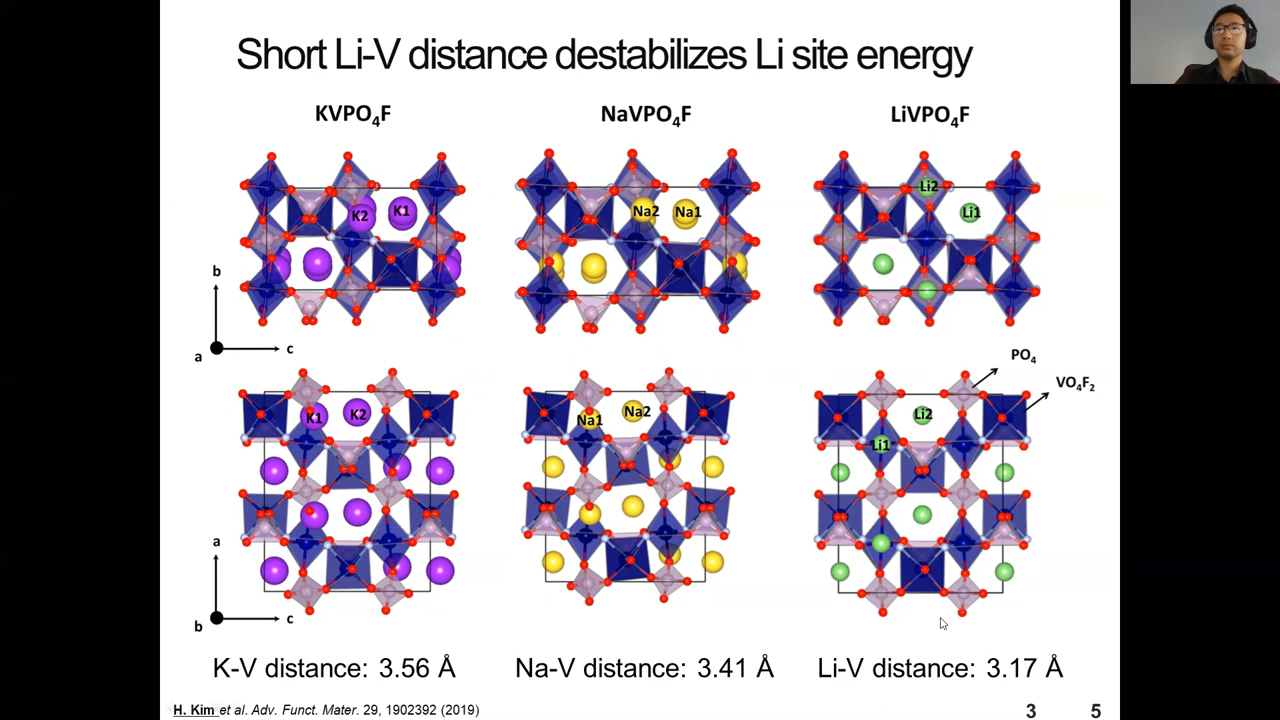 Short Li-V distance destabilizes Li site energy
KVPO4F NaVPO4F LiVPO4F
K2 K1 Na2 Na1 Li2 Li1
b
a c
PO4
VO4F2
K1 K2 Na1 Na2 Li2 Li1
a
b c
K-V distance: 3.56 Å Na-V distance: 3.41 Å Li-V distance: 3.17 Å
H. Kim et al. Adv. Funct. Mater. 29, 1902392 (2019) 3 5